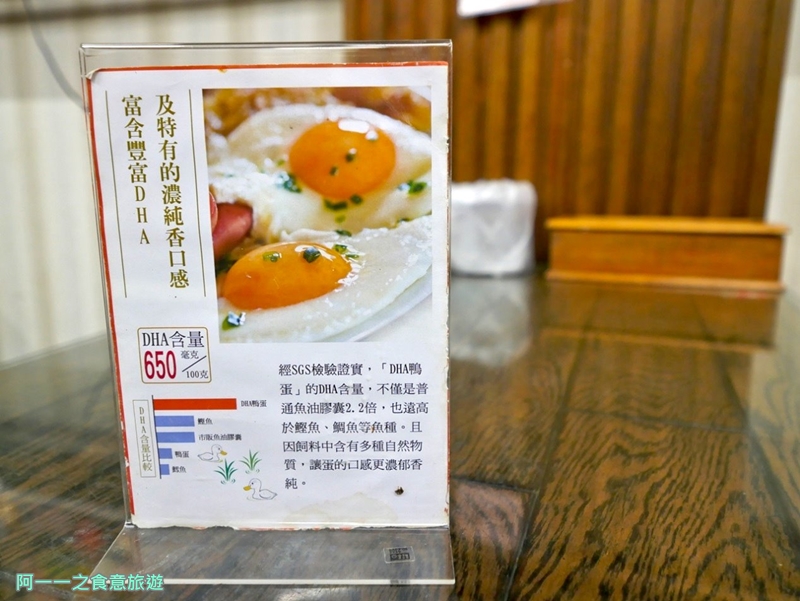 及特有的濃純香口感
富含豐富DHA
DHA含量
650 毫克/100克
DHA含量比較
DHA鴨蛋
鰹魚
市販魚油膠囊
鴨蛋
鱈魚
經SGS檢驗證實，「DHA鴨
蛋」的DHA含量，不僅是普
通魚油膠囊2.2倍，也遠高
於鰹魚、鯛魚等魚種。且
因飼料中含有多種自然物
質，讓蛋的口感更濃郁香
純。
阿一一之食意旅遊